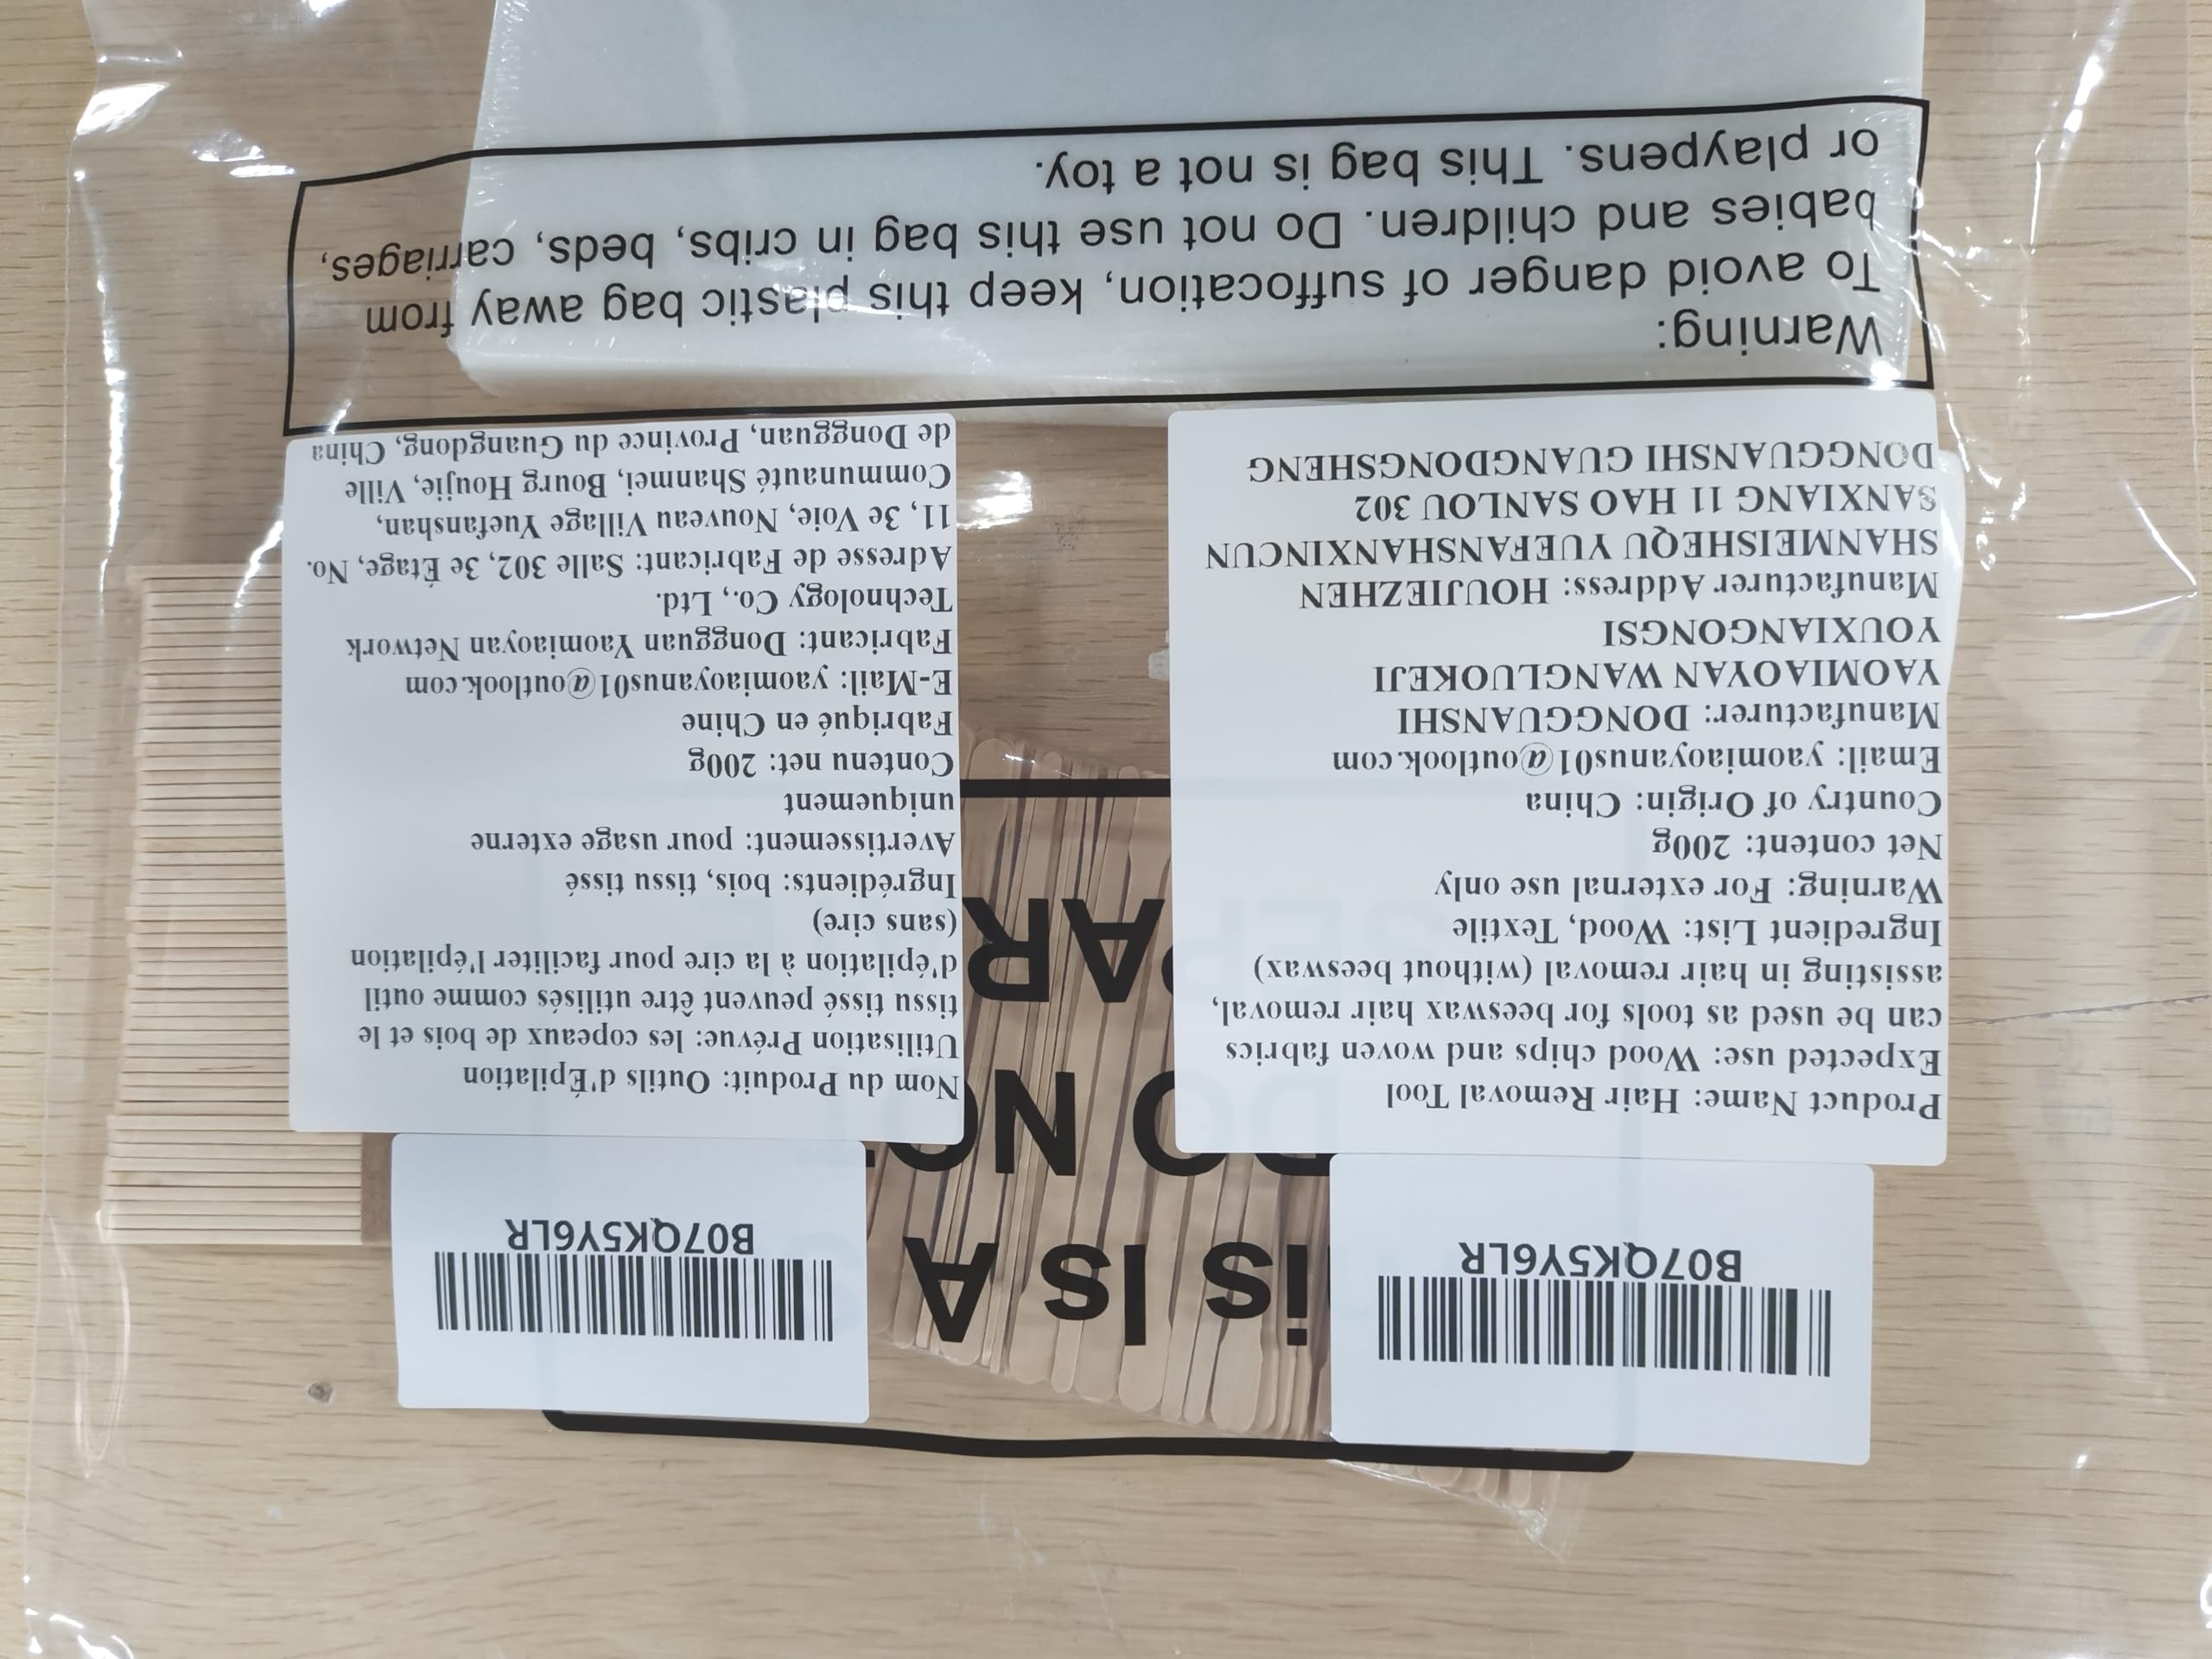 B07QK5Y6LR
Product Name: Hair Removal Tool
Expected use: Wood chips and woven fabrics
can be used as tools for beeswax hair removal,
assisting in hair removal (without beeswax)
Ingredient List: Wood, Textile
Warning: For external use only
Net content: 200g
Country of Origin: China
Email: yaomiaoyanus01@outlook.com
Manufacturer: DONGGUANSHI
YAOMIAOYAN WANGLUOKEJI
YOUXIANGONGSI
Manufacturer Address: HOUJIEZHEN
SHANMEISHEQU YUEFANSHANXINCUN
SANXIANG 11 HAO SANLOU 302
DONGGUANSHI GUANGDONGSHENG
B07QK5Y6LR
Nom du Produit: Outils d'Épilation
Utilisation Prévue: les copeaux de bois et le
tissu tissé peuvent être utilisés comme outil
d'épilation à la cire pour faciliter l'épilation
(sans cire)
Ingrédients: bois, tissu tissé
Avertissement: pour usage externe
uniquement
Contenu net: 200g
Fabriqué en Chine
E-Mail: yaomiaoyanus01@outlook.com
Fabricant: Dongguan Yaomiaoyan Network
Technology Co., Ltd.
Adresse de Fabricant: Salle 302, 3e Étage, No.
11, 3e Voie, Nouveau Village Yuefanshan,
Communauté Shanmei, Bourg Houjie, Ville
de Dongguan, Province du Guangdong, China
is IS A
DO NOT
PAR
Warning:
To avoid danger of suffocation, keep this plastic bag away from
babies and children. Do not use this bag in cribs, beds, carriages,
or playpens. This bag is not a toy.